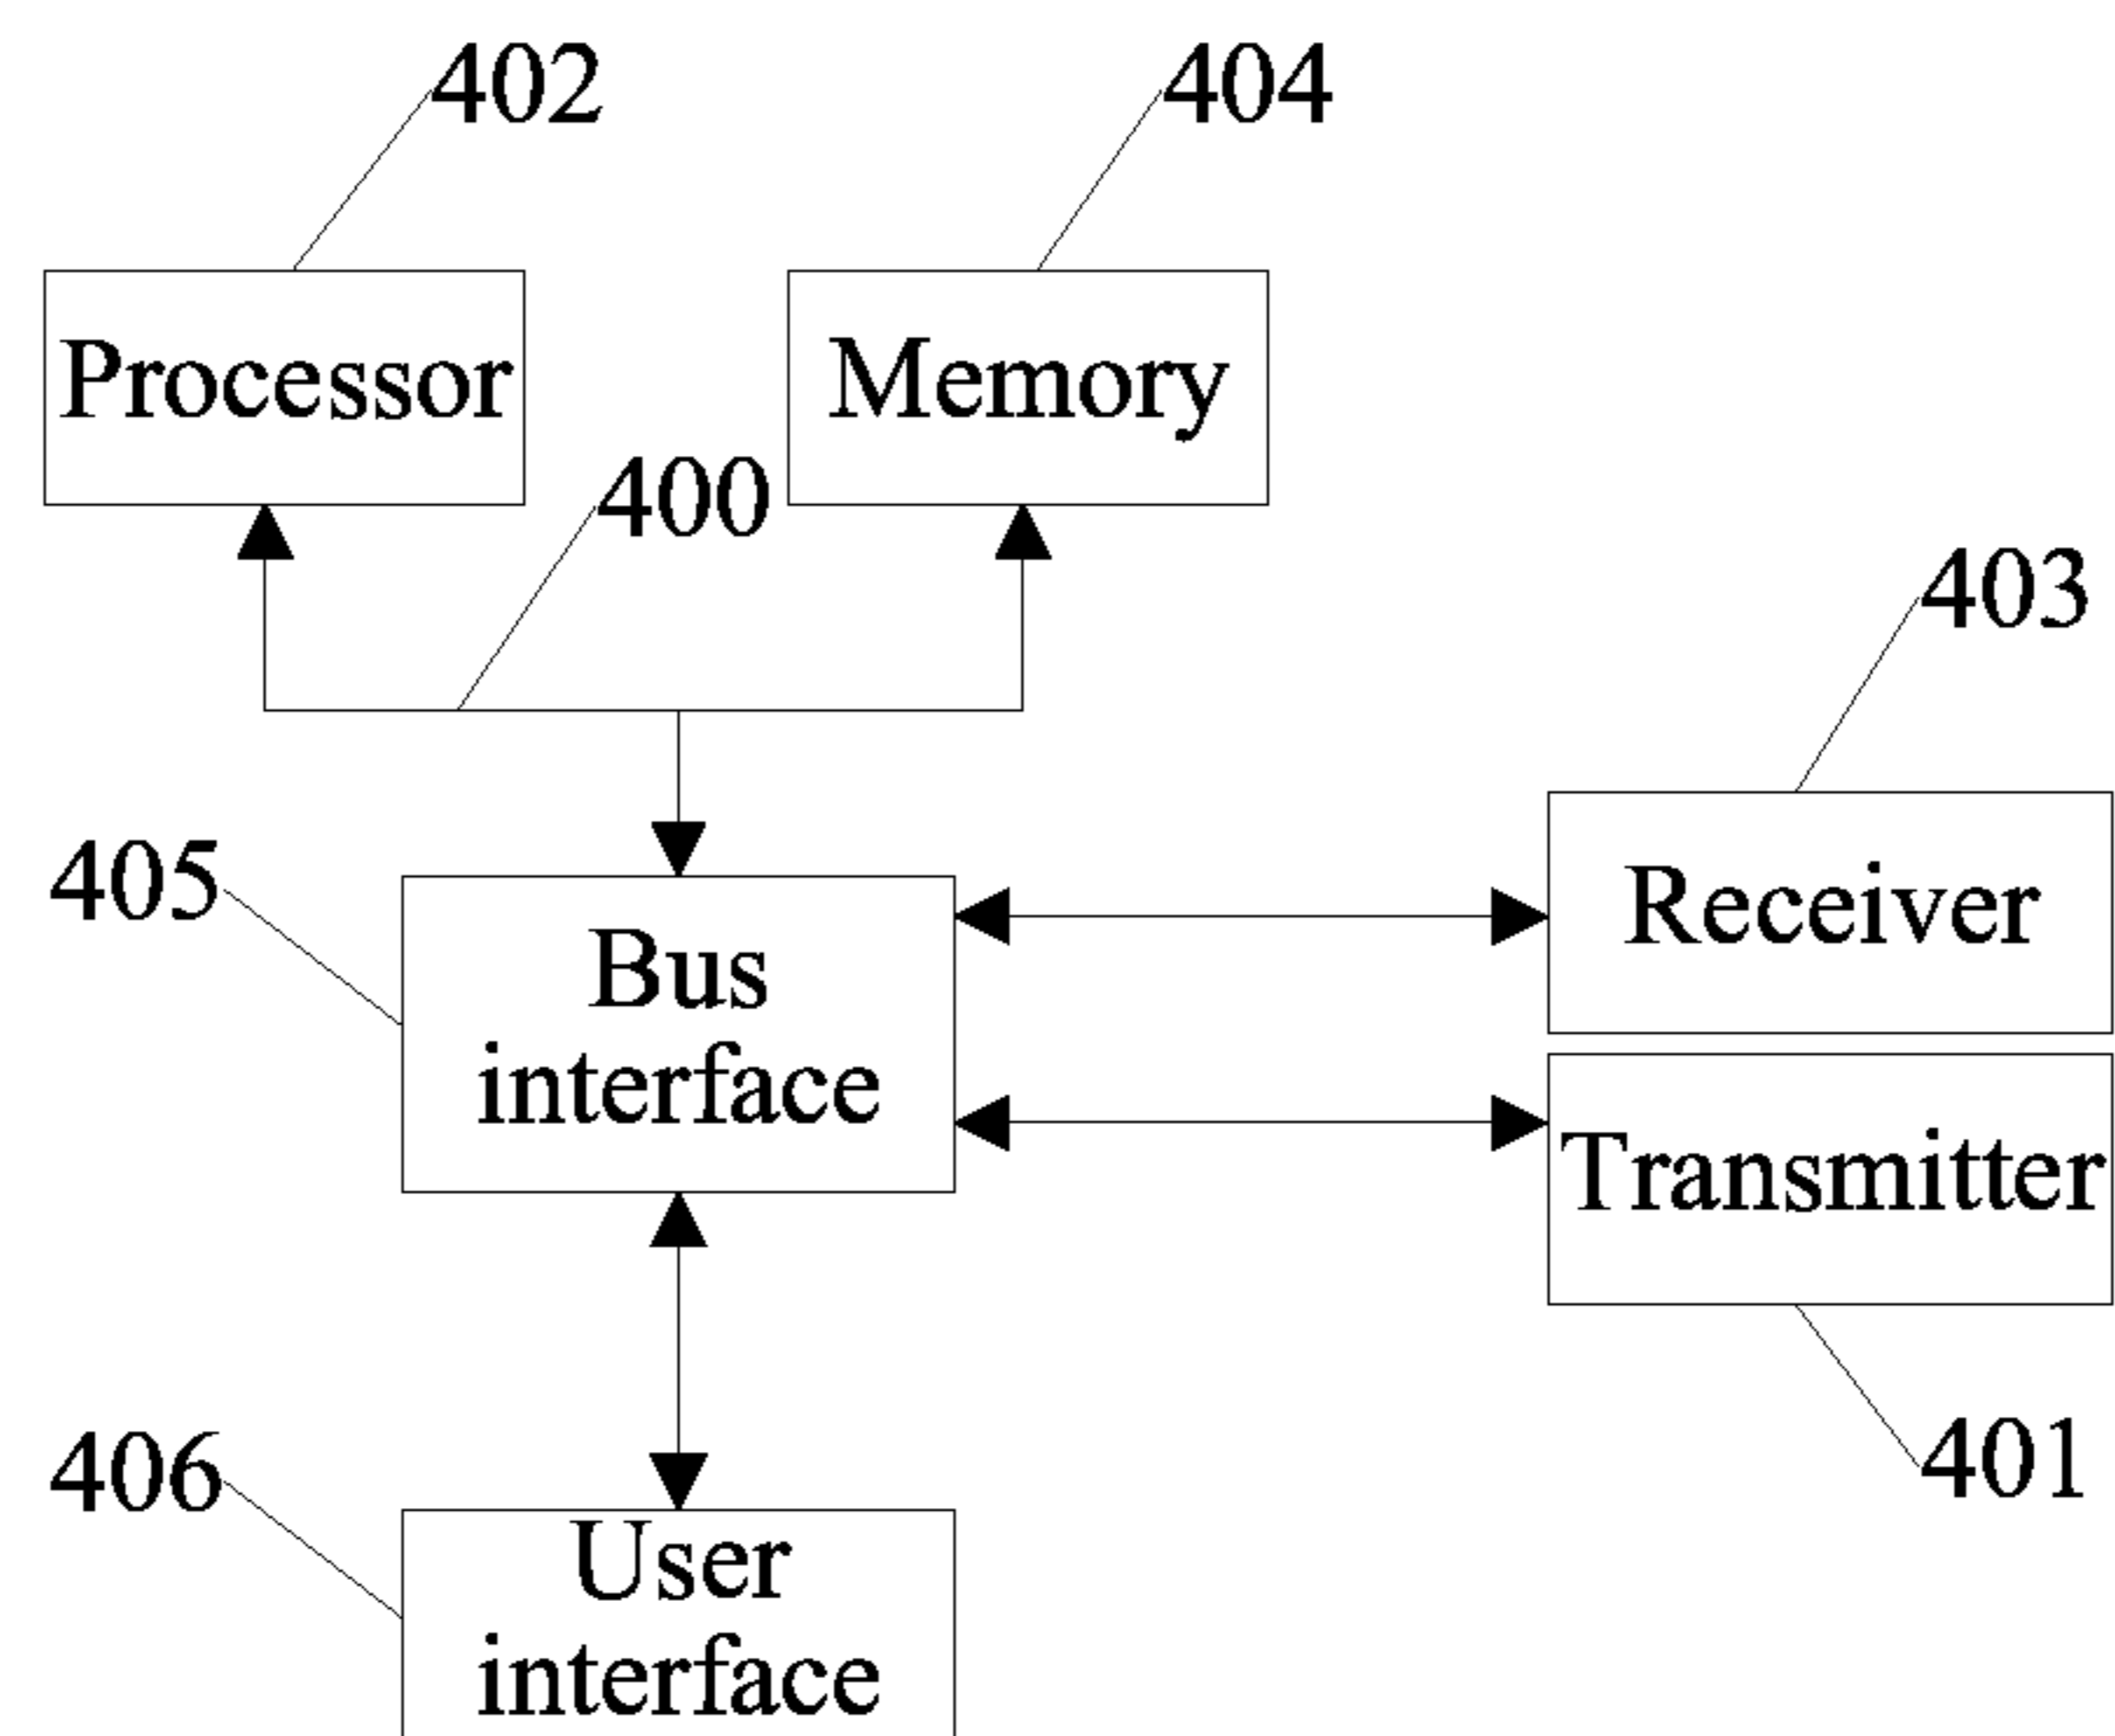 402
404
Processor
Memory
400
403
405
Receiver
Bus
interface
Transmitter
406
401
User
interface